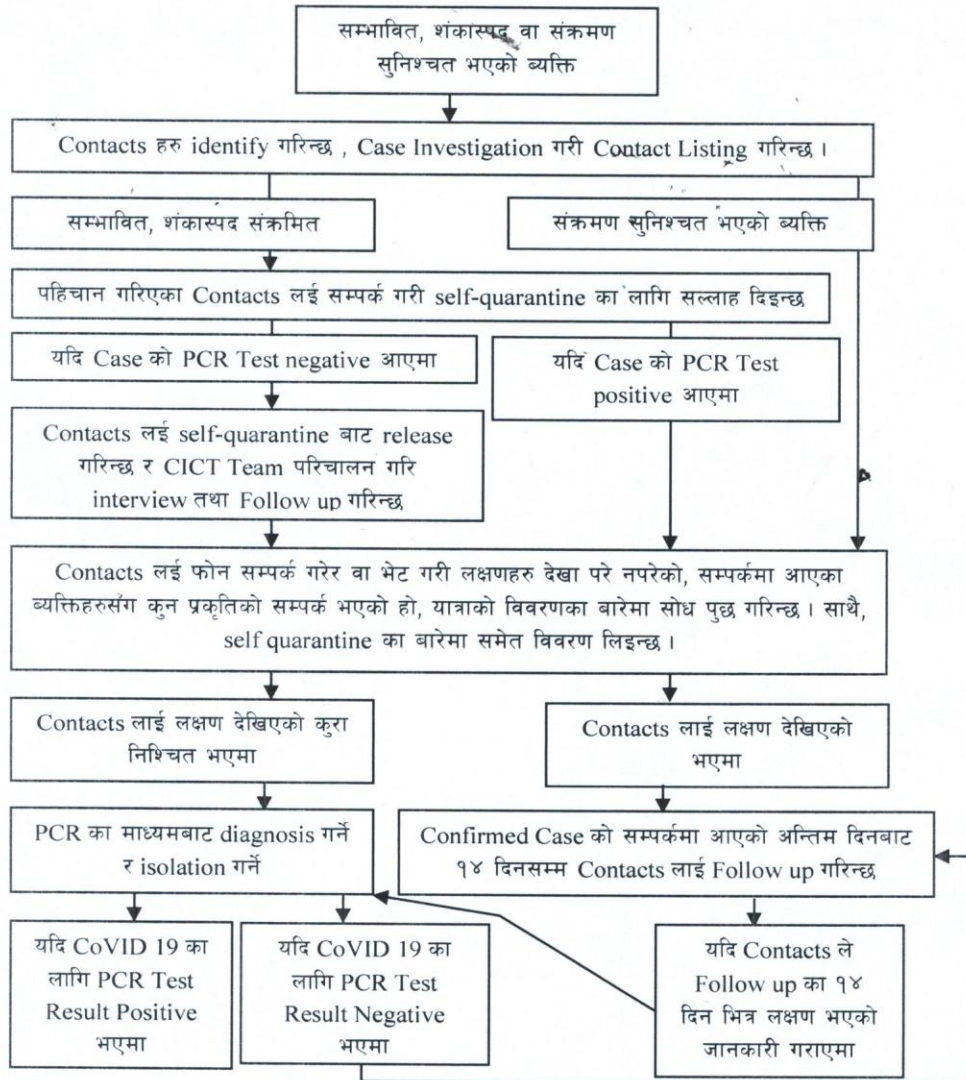 सम्भावित, शंकास्पद वा संक्रमण
सुनिश्चत भएको ब्यक्ति
Contacts हरु identify गरिन्छ , Case Investigation गरी Contact Listing गरिन्छ ।
सम्भावित, शंकास्पद संक्रमित
संक्रमण सुनिश्चत भएको ब्यक्ति
पहिचान गरिएका Contacts लई सम्पर्क गरी self-quarantine का लागि सल्लाह दिइन्छ
यदि Case को PCR Test negative आएमा
यदि Case को PCR Test
positive आएमा
Contacts लई self-quarantine बाट release
गरिन्छ र CICT Team परिचालन गरि
interview तथा Follow up गरिन्छ
Contacts लई फोन सम्पर्क गरेर वा भेट गरी लक्षणहरु देखा परे नपरेको, सम्पर्कमा आएका
ब्यक्तिहरुसँग कुन प्रकृतिको सम्पर्क भएको हो, यात्राको विवरणका बारेमा सोध पुछ गरिन्छ । साथै,
self quarantine का बारेमा समेत विवरण लिइन्छ ।
Contacts लाई लक्षण देखिएको कुरा
निश्चित भएमा
Contacts लाई लक्षण देखिएको
भएमा
PCR का माध्यमबाट diagnosis गर्ने
र isolation गर्ने
Confirmed Case को सम्पर्कमा आएको अन्तिम दिनबाट
१४ दिनसम्म Contacts लाई Follow up गरिन्छ
यदि CoVID 19 का
लागि PCR Test
Result Positive
भएमा
यदि CoVID 19 का
लागि PCR Test
Result Negative
भएमा
यदि Contacts ले
Follow up का १४
दिन भित्र लक्षण भएको
जानकारी गराएमा